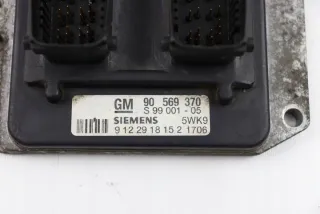 GM 90 569 370
S 99 001 - 05
SIEMENS 5WK9
9 12 29 18 15 2 1706